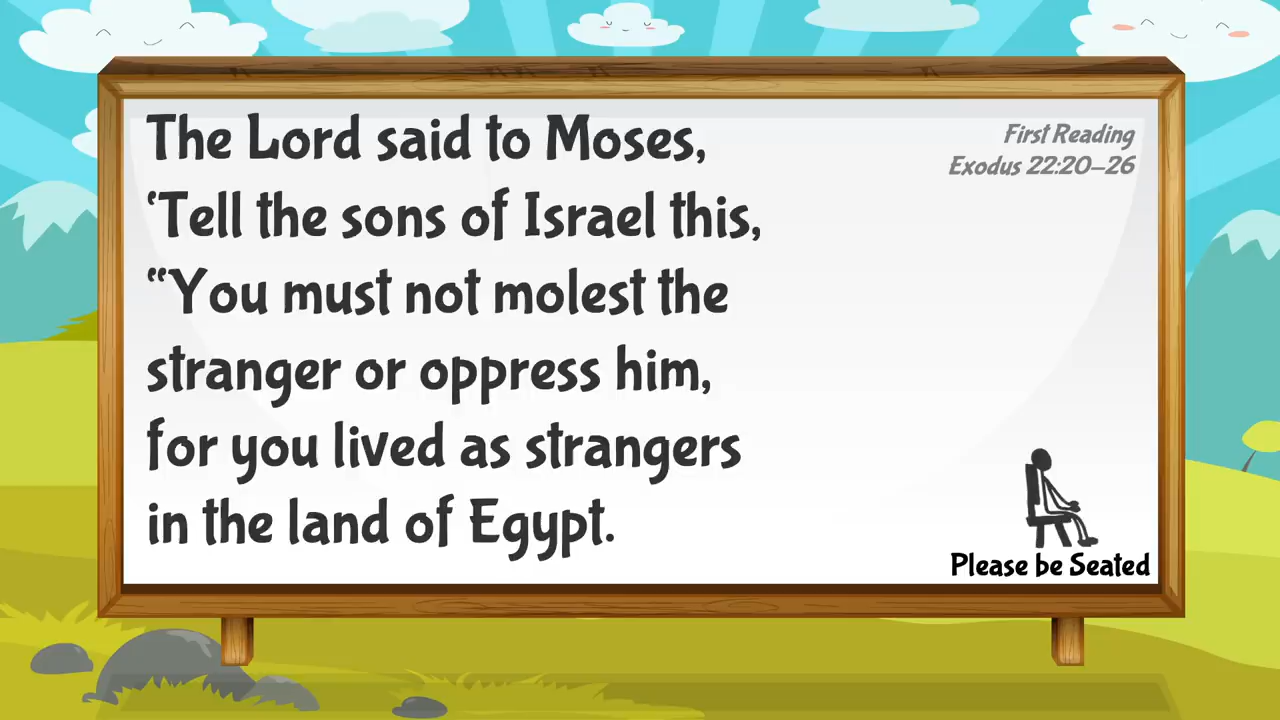 The Lord said to Moses,
‘Tell the sons of Israel this,
“You must not molest the
stranger or oppress him,
for you lived as strangers
in the land of Egypt.
First Reading
Exodus 22:20–26
Please be Seated